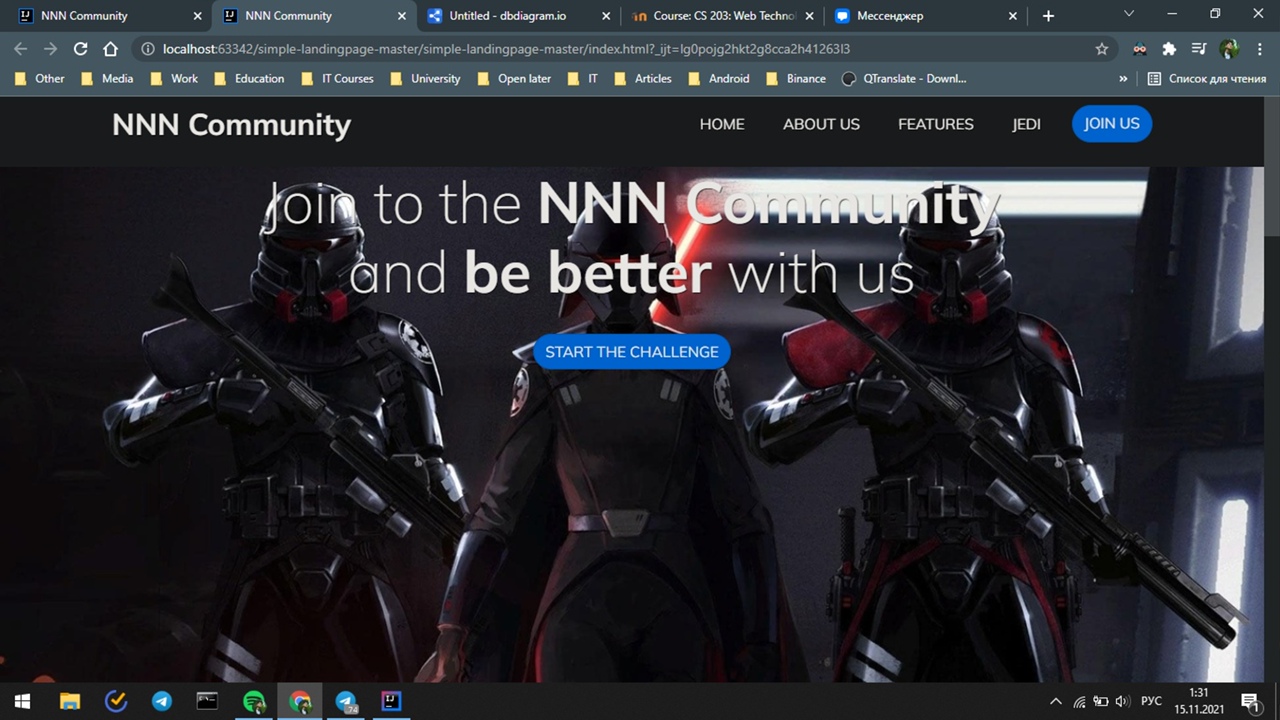 NNN Community
NNN Community
Untitled - dbdiagram.io
Course: CS 203: Web Technol
Мессенджер
localhost:63342/simple-landingpage-master/simple-landingpage-master/index.html?_ijt=lg0pojg2hkt2g8cca2h41263l3
Other
Media
Work
Education
IT Courses
University
Open later
IT
Articles
Android
Binance
QTranslate - Downl...
»
Список для чтения
NNN Community
HOME
ABOUT US
FEATURES
JEDI
JOIN US
Join to the NNN Community
and be better with us
START THE CHALLENGE
74
РУС
1:31
15.11.2021
1